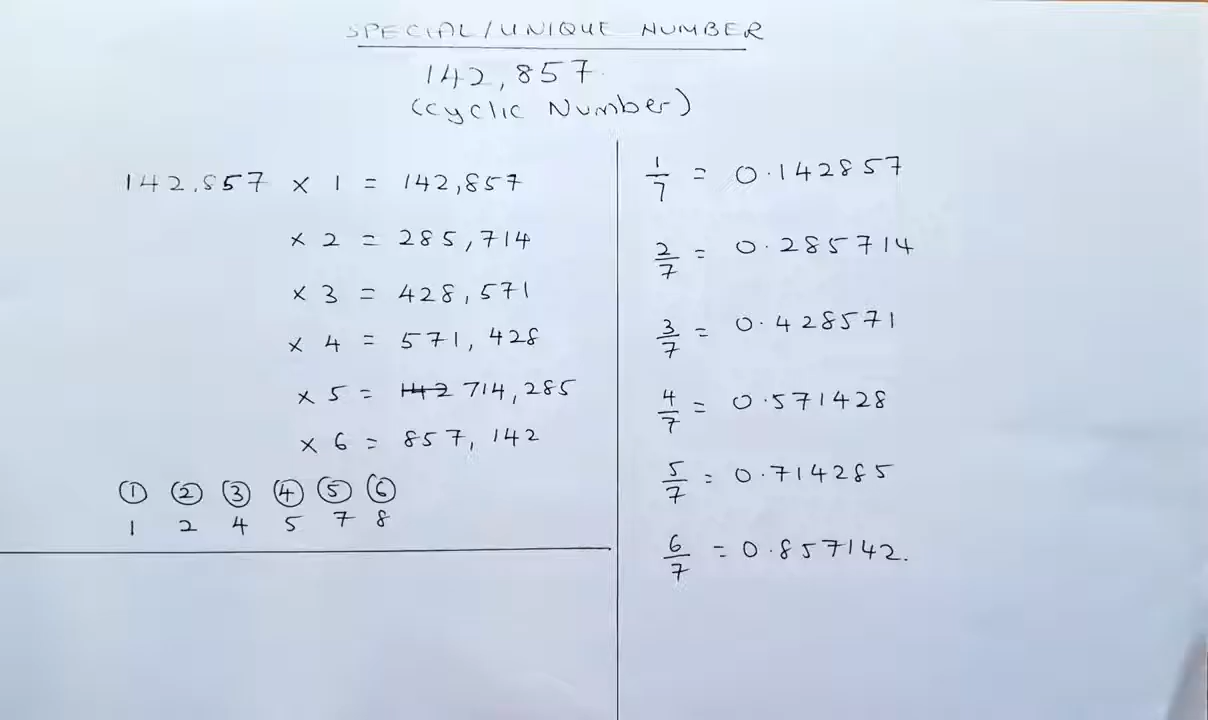 SPECIAL/UNIQUE NUMBER
142,857.
(Cyclic Number)
142,857 × 1 = 142,857
× 2 = 285,714
× 3 = 428,571
× 4 = 571,428
× 5 = 142 714,285
× 6 = 857,142
① ② ③ ④ ⑤ ⑥
1 2 4 5 7 8
1/7 = 0.142857
2/7 = 0.285714
3/7 = 0.428571
4/7 = 0.571428
5/7 = 0.714285
6/7 = 0.857142.